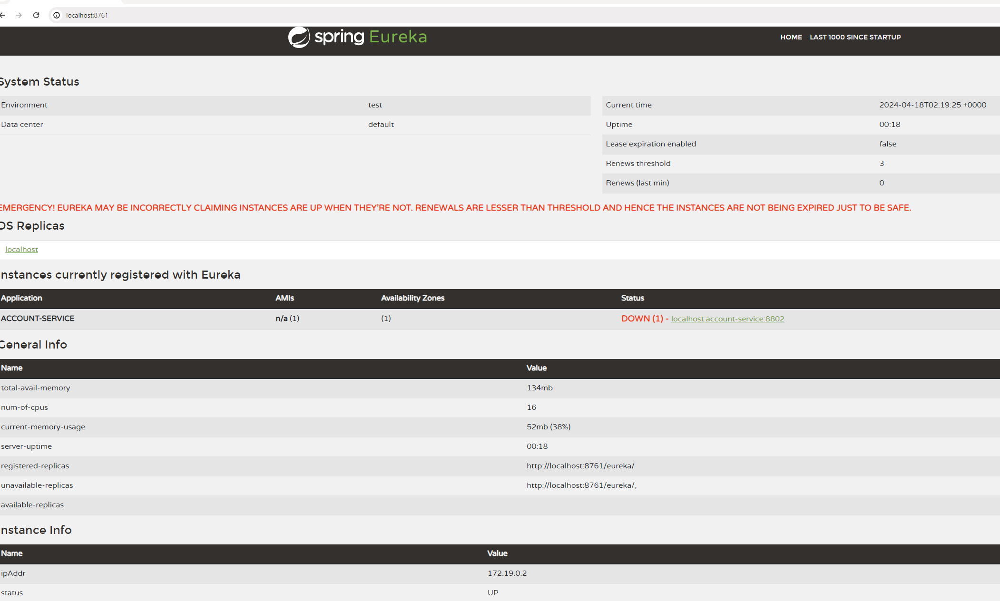 localhost:8761
spring Eureka
HOME LAST 1000 SINCE STARTUP
System Status
Environment test
Data center default
Current time 2024-04-18T02:19:25 +0000
Uptime 00:18
Lease expiration enabled false
Renews threshold 3
Renews (last min) 0
EMERGENCY! EUREKA MAY BE INCORRECTLY CLAIMING INSTANCES ARE UP WHEN THEY'RE NOT. RENEWALS ARE LESSER THAN THRESHOLD AND HENCE THE INSTANCES ARE NOT BEING EXPIRED JUST TO BE SAFE.
DS Replicas
localhost
nstances currently registered with Eureka
Application AMIs Availability Zones Status
ACCOUNT-SERVICE n/a (1) (1) DOWN (1) - localhost:account-service:8802
General Info
Name Value
total-avail-memory 134mb
num-of-cpus 16
current-memory-usage 52mb (38%)
server-uptime 00:18
registered-replicas http://localhost:8761/eureka/
unavailable-replicas http://localhost:8761/eureka/,
available-replicas
nstance Info
Name Value
ipAddr 172.19.0.2
status UP